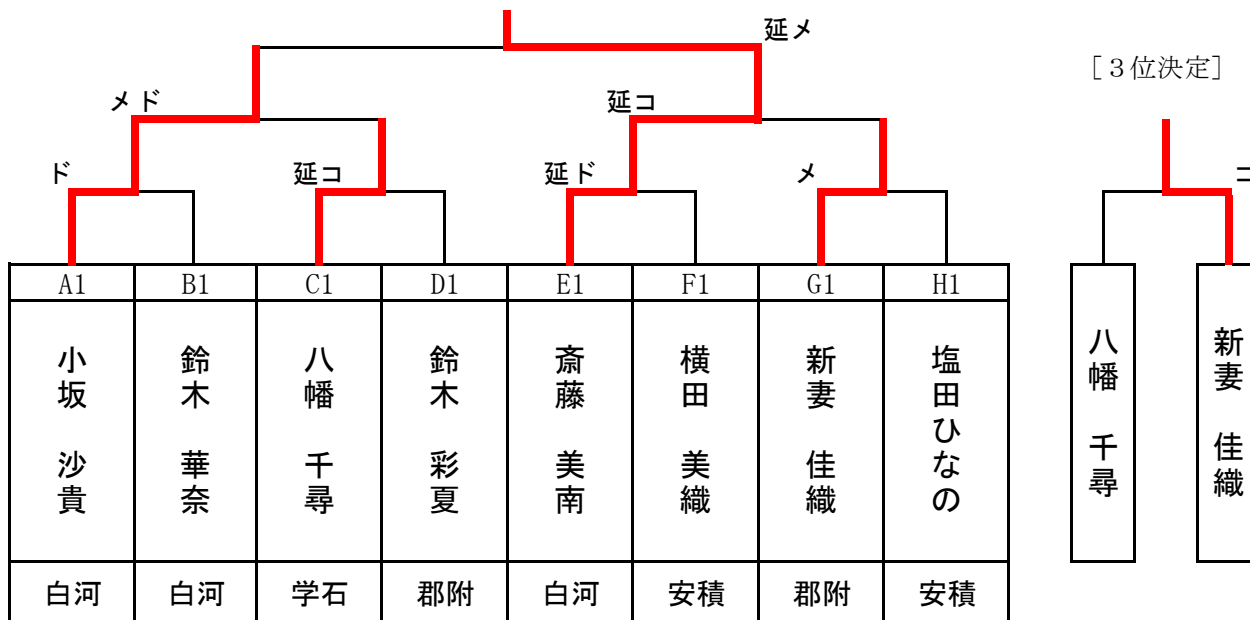 延メ
［３位決定］
メド
延コ
ド
延コ
延ド
メ
コ
A1
B1
C1
D1
E1
F1
G1
H1
小坂 沙貴
鈴木 華奈
八幡 千尋
鈴木 彩夏
斎藤 美南
横田 美織
新妻 佳織
塩田ひなの
八幡 千尋
新妻 佳織
白河
白河
学石
郡附
白河
安積
郡附
安積